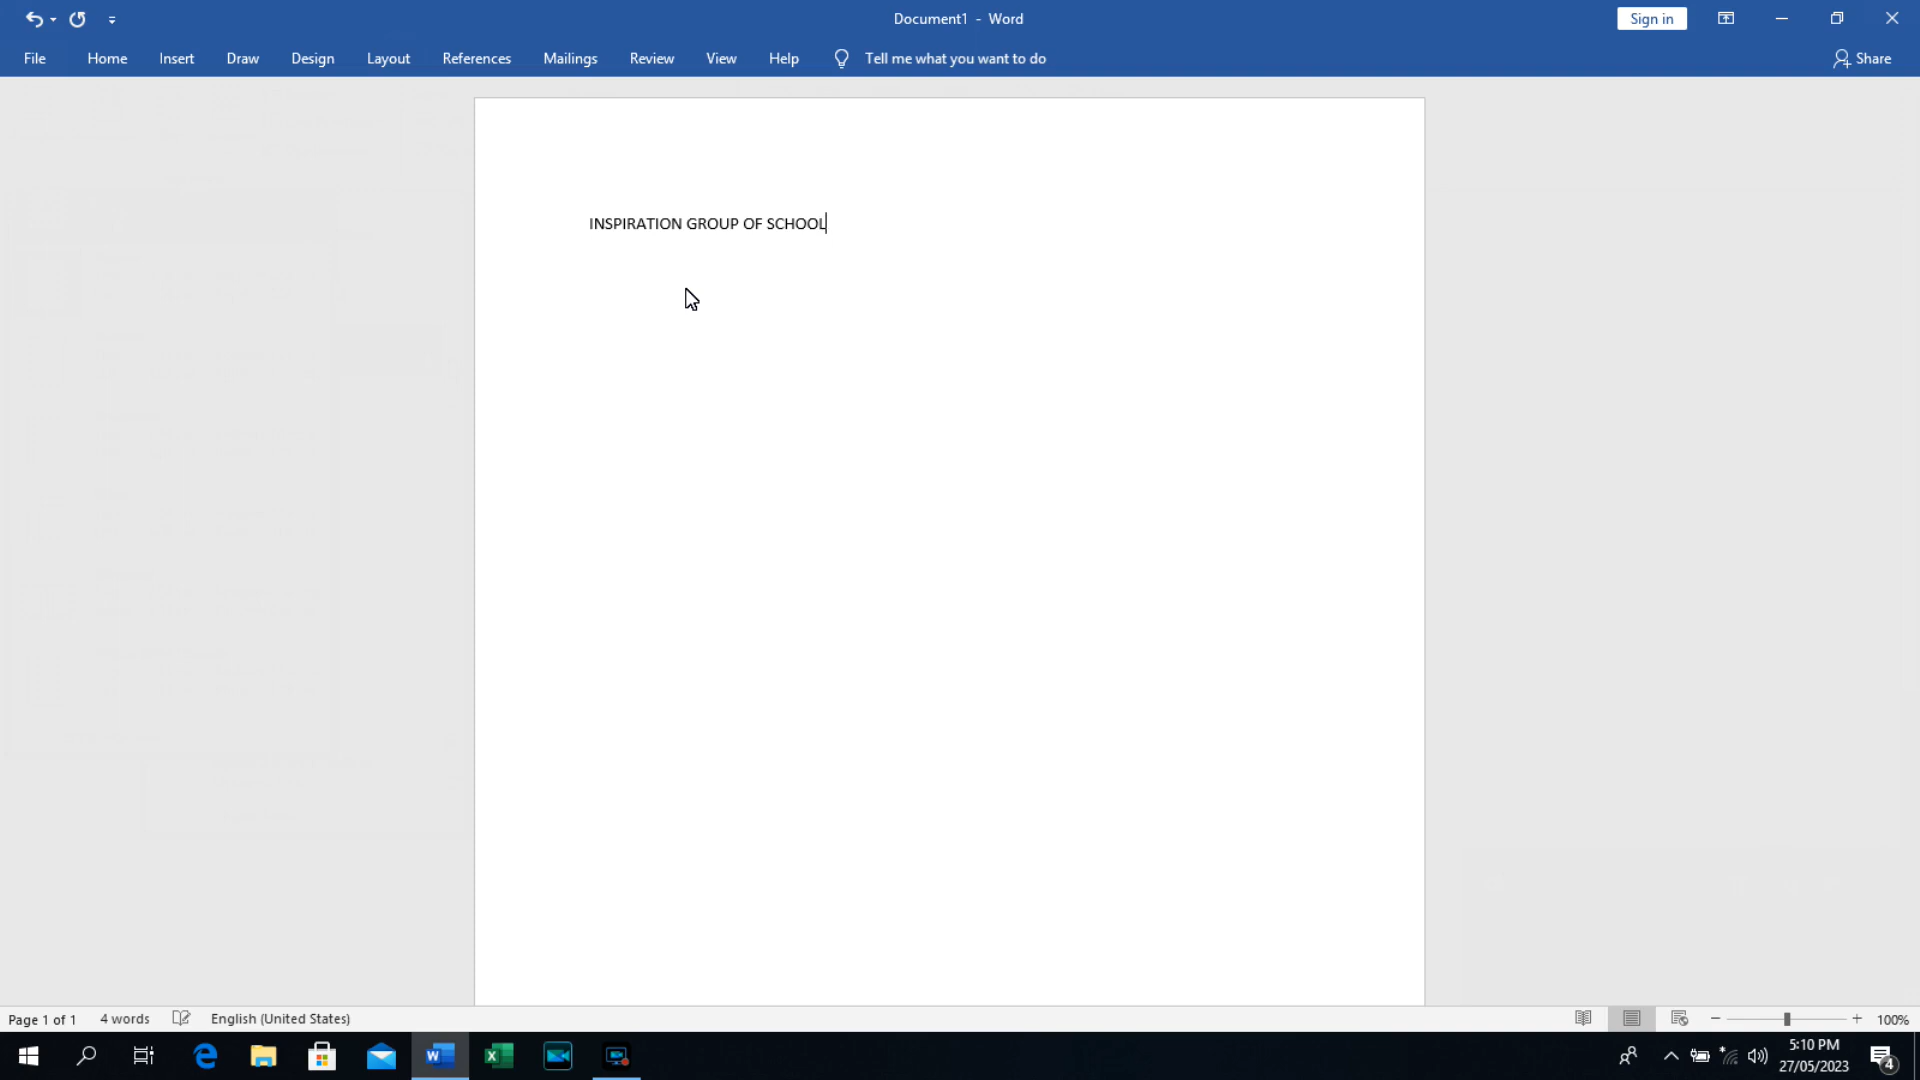 Document1 - Word
Sign in
File Home Insert Draw Design Layout References Mailings Review View Help Tell me what you want to do Share
INSPIRATION GROUP OF SCHOOL
Page 1 of 1 4 words English (United States) 100%
5:10 PM
27/05/2023
4